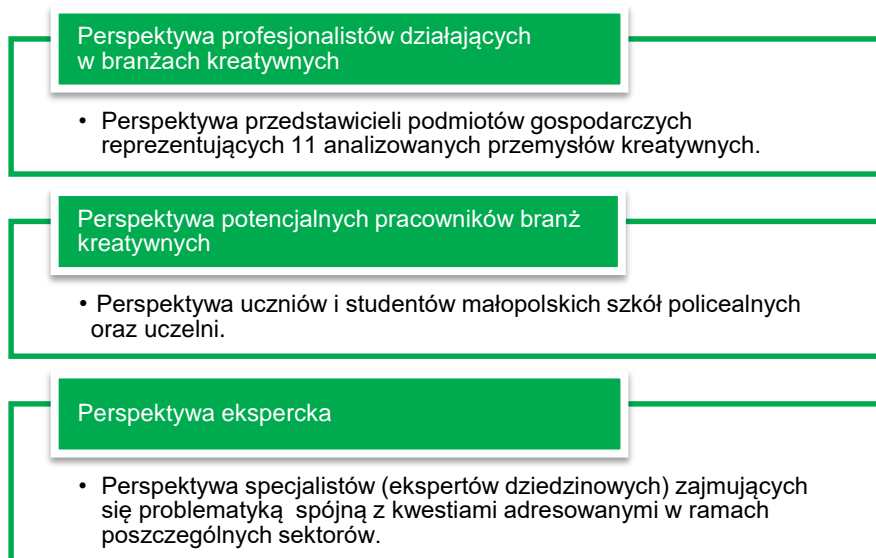 Perspektywa profesjonalistów działających
w branżach kreatywnych
• Perspektywa przedstawicieli podmiotów gospodarczych
reprezentujących 11 analizowanych przemysłów kreatywnych.
Perspektywa potencjalnych pracowników branż
kreatywnych
• Perspektywa uczniów i studentów małopolskich szkół policealnych
oraz uczelni.
Perspektywa ekspercka
• Perspektywa specjalistów (ekspertów dziedzinowych) zajmujących
się problematyką spójną z kwestiami adresowanymi w ramach
poszczególnych sektorów.